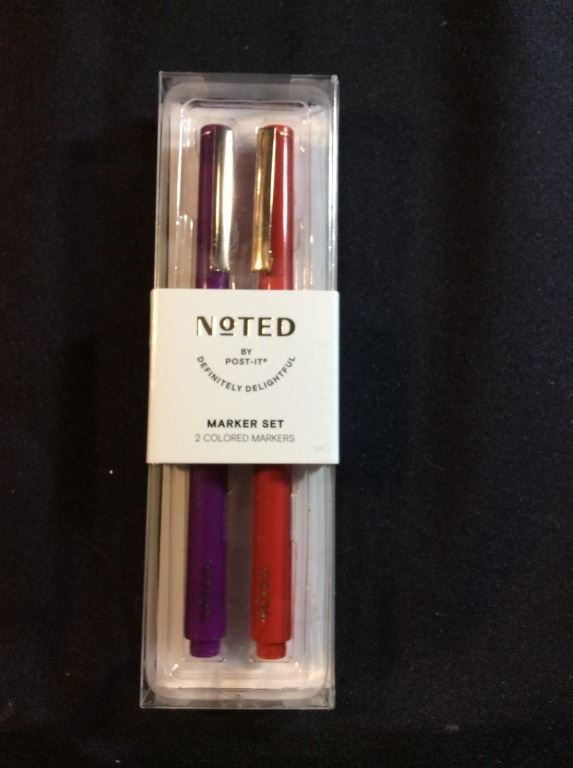 NOTED
BY
POST-IT®
DEFINITELY DELIGHTFUL
MARKER SET
2 COLORED MARKERS